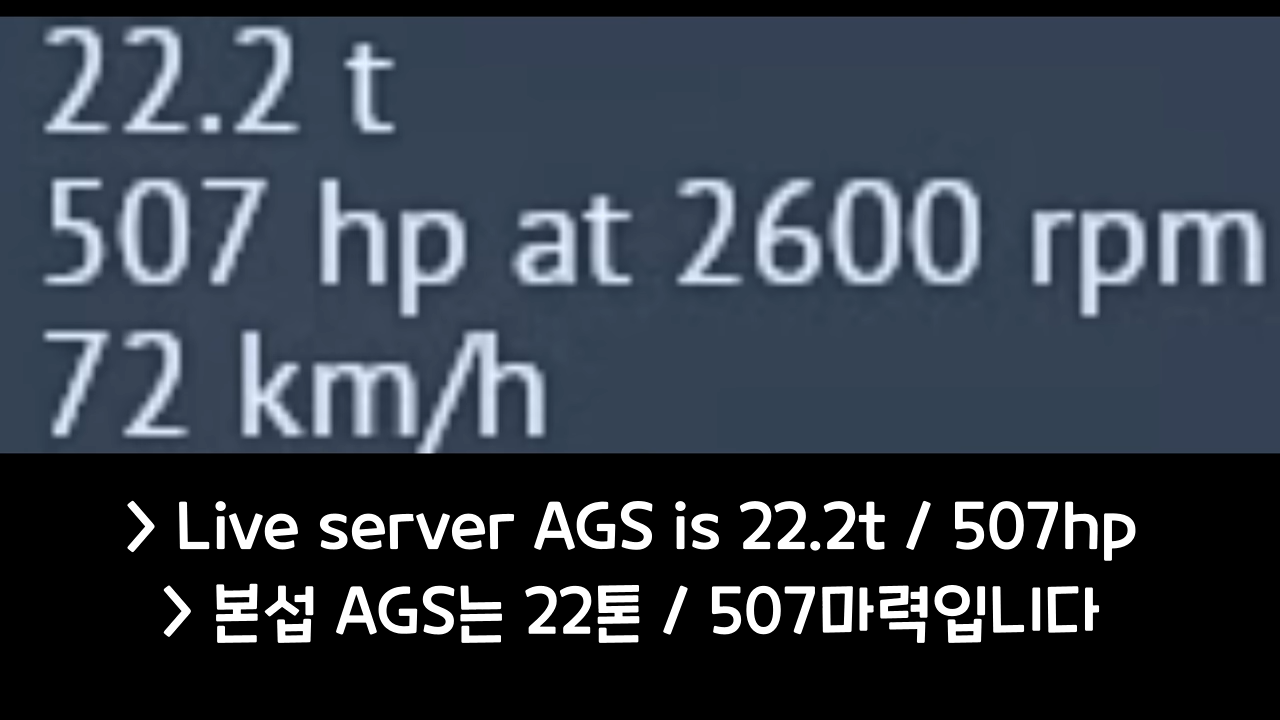 22.2 t
507 hp at 2600 rpm
72 km/h
> Live server AGS is 22.2t / 507hp
> 본섭 AGS는 22톤 / 507마력입니다